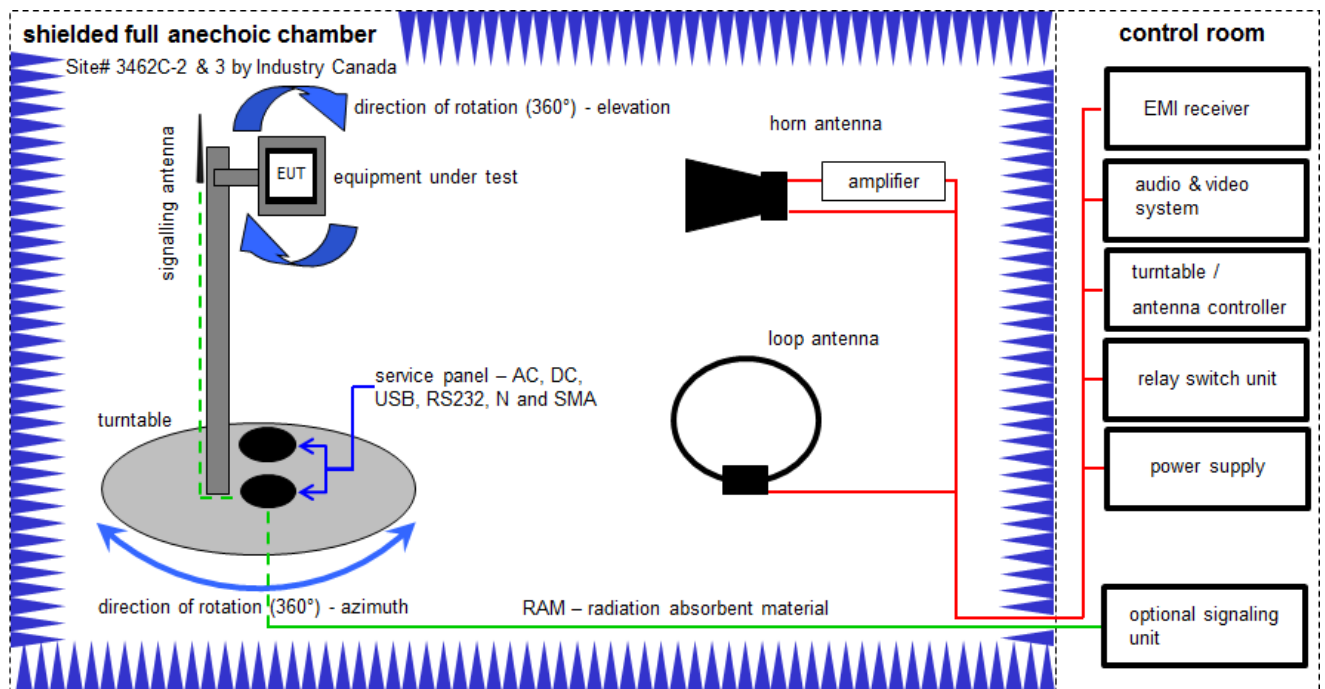 shielded full anechoic chamber
Site# 3462C-2 & 3 by Industry Canada
direction of rotation (360°) - elevation
signalling antenna
EUT
equipment under test
horn antenna
amplifier
loop antenna
service panel – AC, DC,
USB, RS232, N and SMA
turntable
direction of rotation (360°) - azimuth
RAM – radiation absorbent material
control room
EMI receiver
audio & video
system
turntable /
antenna controller
relay switch unit
power supply
optional signaling
unit